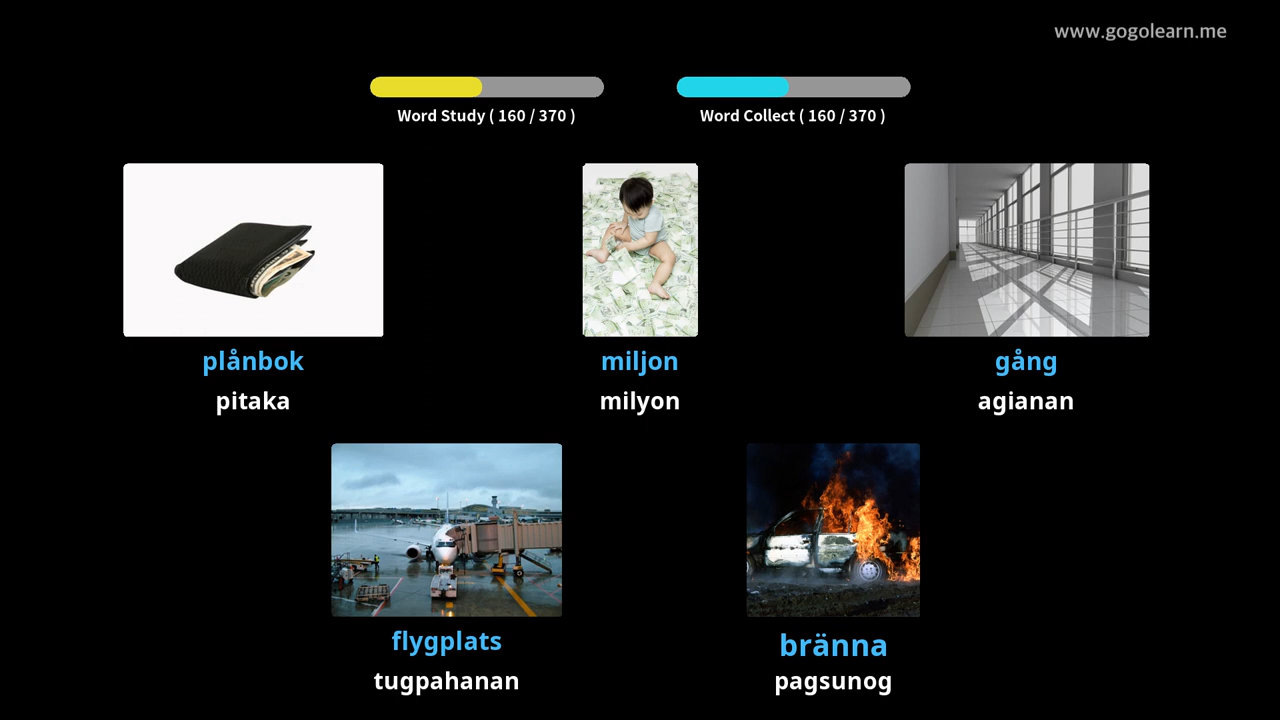 www.gogolearn.me
Word Study ( 160 / 370 )
Word Collect ( 160 / 370 )
plånbok
pitaka
miljon
milyon
gång
agianan
flygplats
tugpahanan
bränna
pagsunog